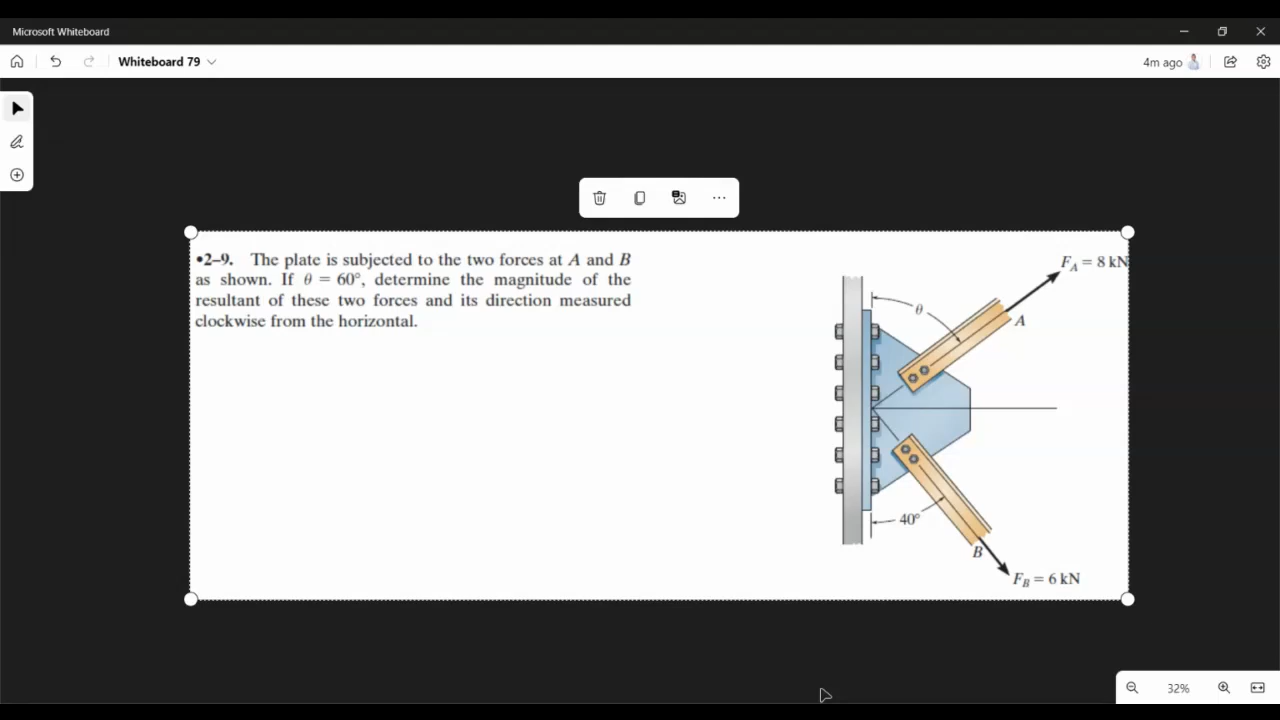 Microsoft Whiteboard
Whiteboard 79
4m ago
•2–9. The plate is subjected to the two forces at A and B
as shown. If θ = 60°, determine the magnitude of the
resultant of these two forces and its direction measured
clockwise from the horizontal.
F_A = 8 kN
θ
A
40°
B
F_B = 6 kN
32%